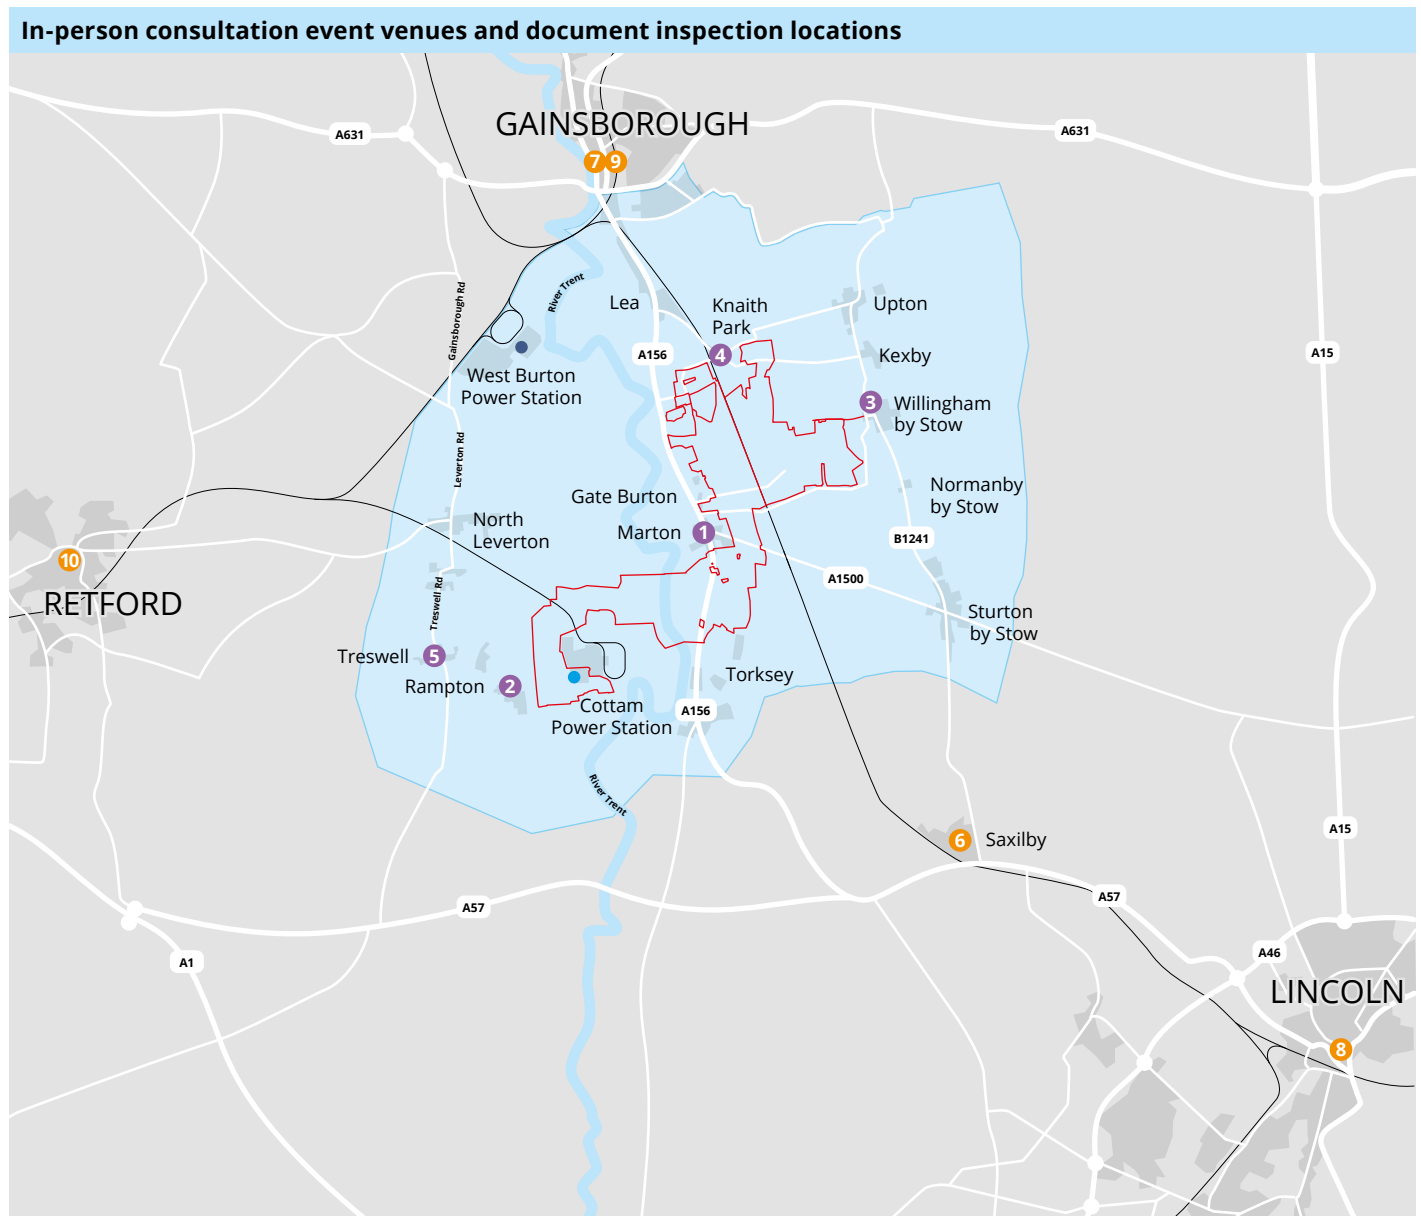 In-person consultation event venues and document inspection locations
GAINSBOROUGH
A631
A631
7
9
River Trent
Gainsborough Rd
Lea
Knaith
Park
Upton
A156
4
Kexby
A15
West Burton
Power Station
3
Willingham
by Stow
Leverton Rd
Gate Burton
Normanby
by Stow
North
Leverton
Marton
1
B1241
10
RETFORD
A1500
Treswell Rd
Sturton
by Stow
Treswell
5
Rampton
2
Torksey
Cottam
Power Station
A156
River Trent
6
Saxilby
A15
A57
A57
A1
A46
LINCOLN
8